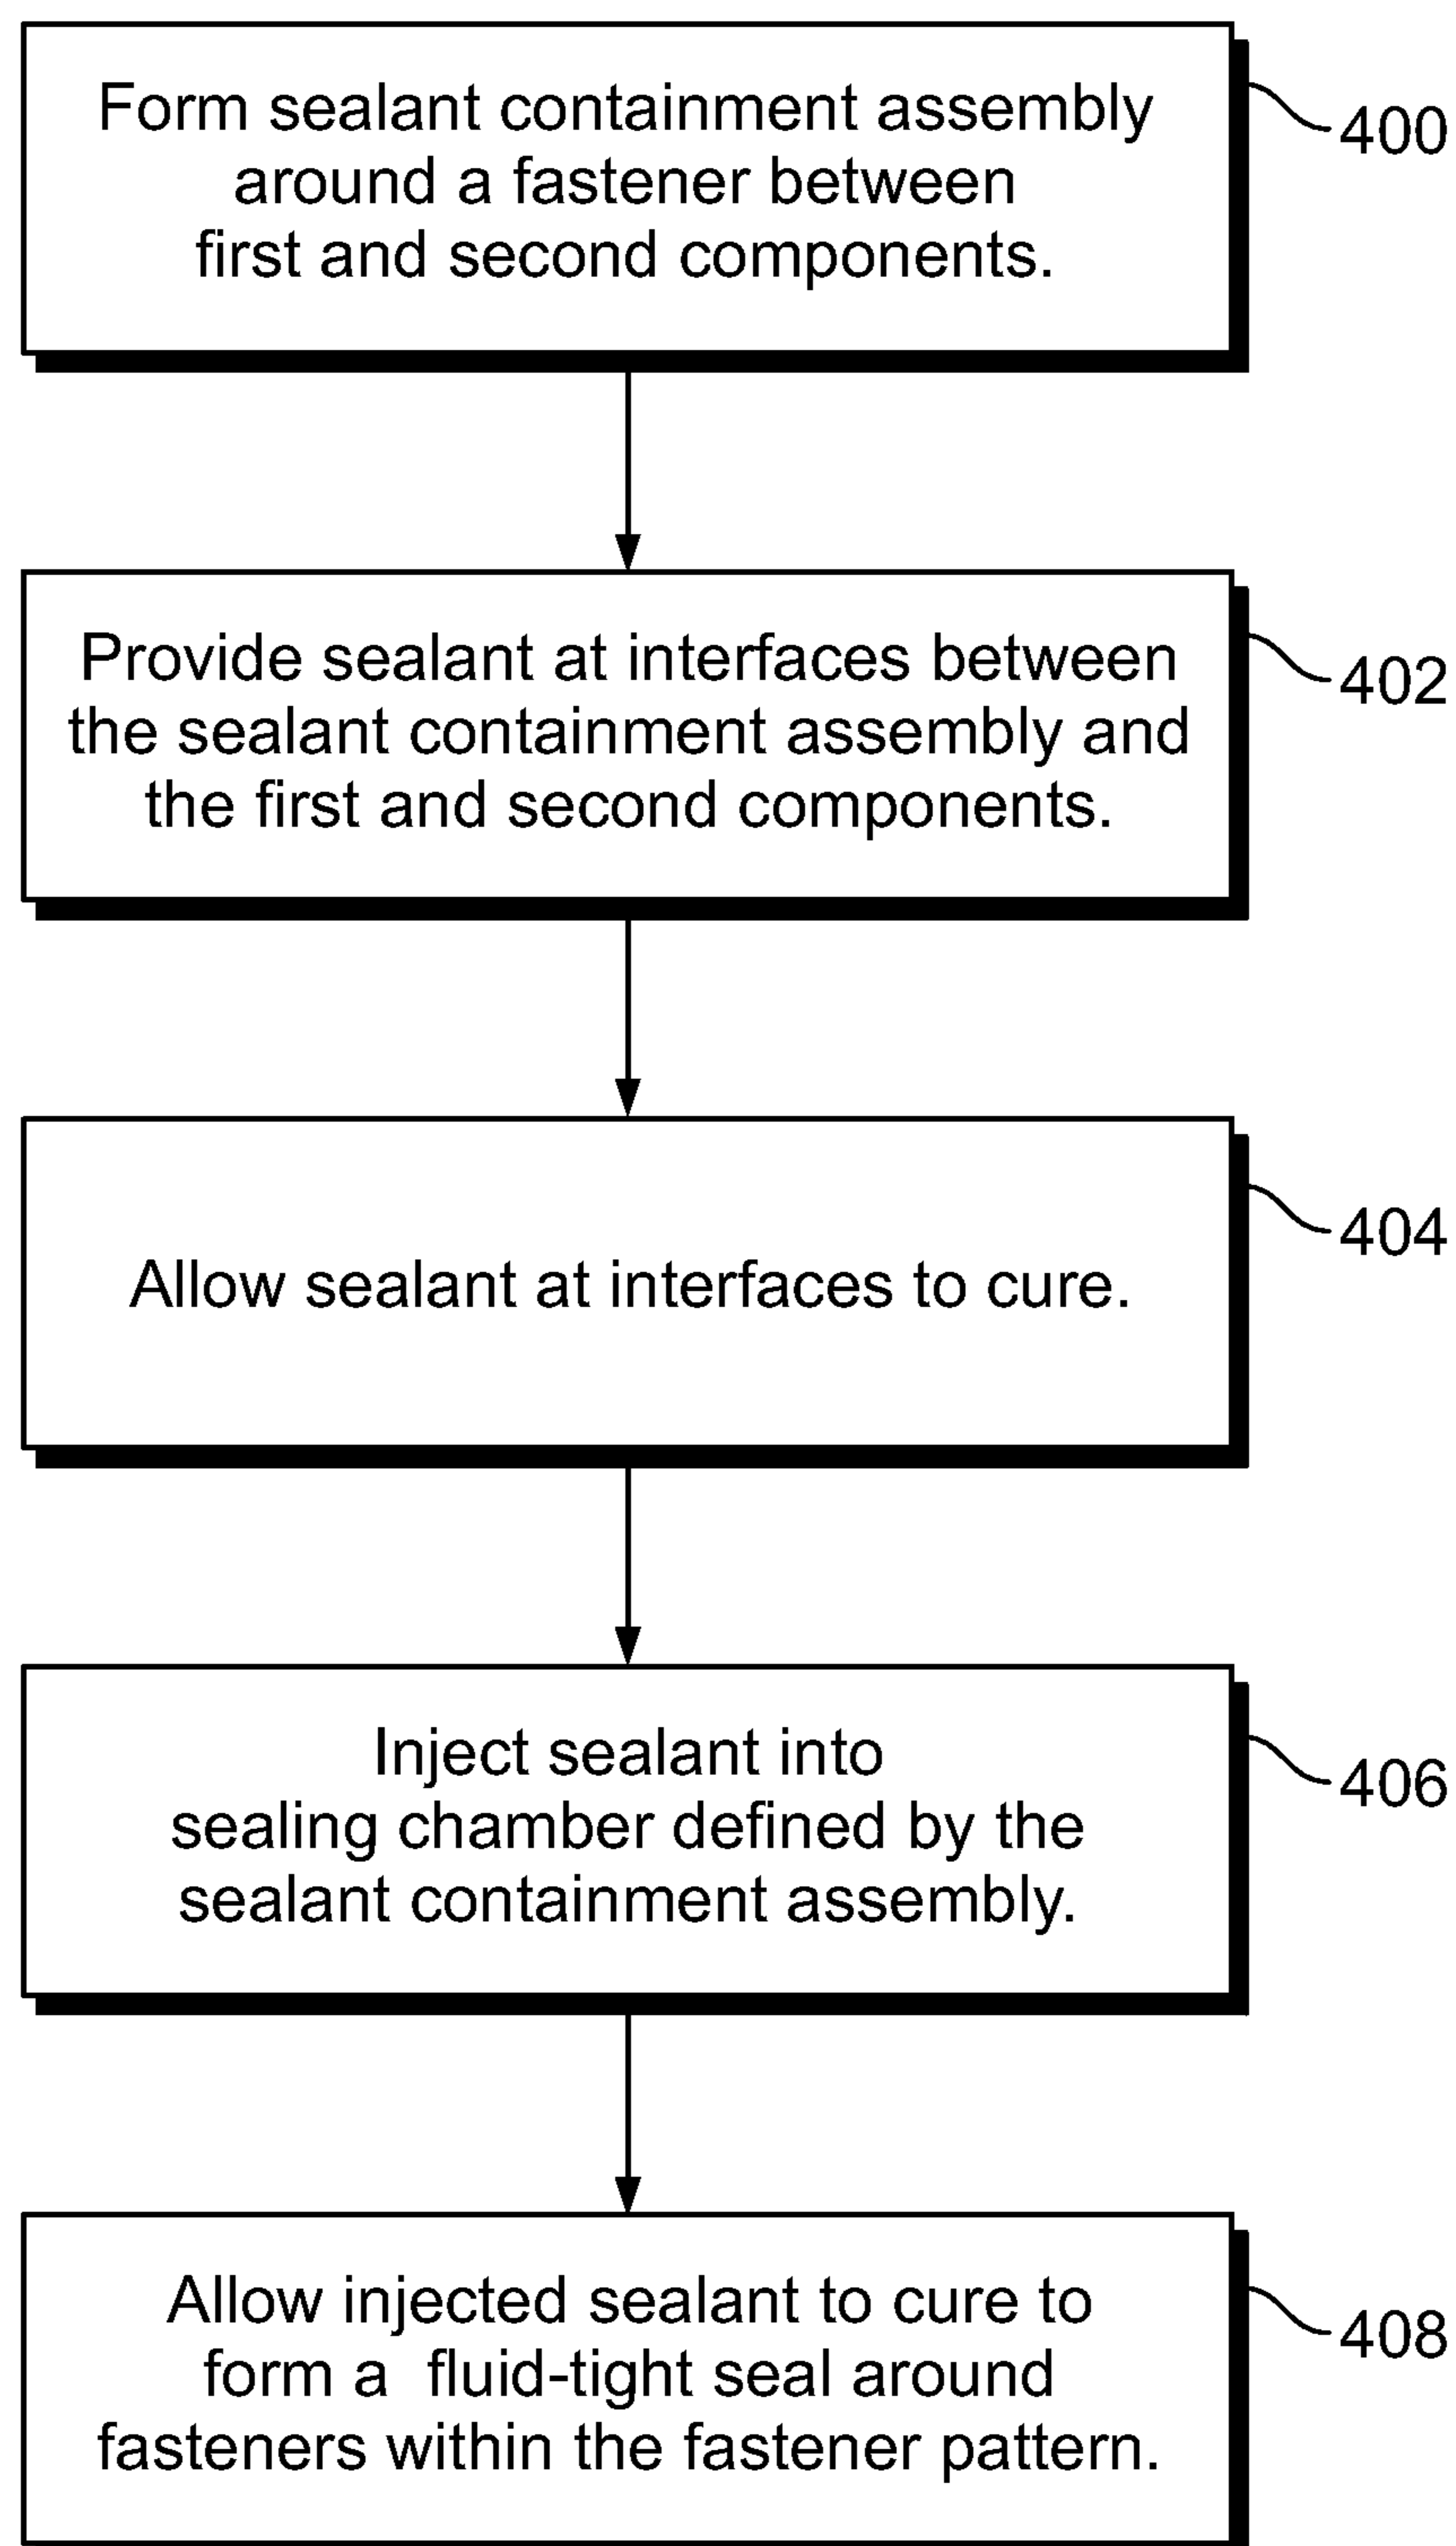 Form sealant containment assembly
around a fastener between
first and second components.
400
Provide sealant at interfaces between
the sealant containment assembly and
the first and second components.
402
Allow sealant at interfaces to cure.
404
Inject sealant into
sealing chamber defined by the
sealant containment assembly.
406
Allow injected sealant to cure to
form a  fluid-tight seal around
fasteners within the fastener pattern.
408